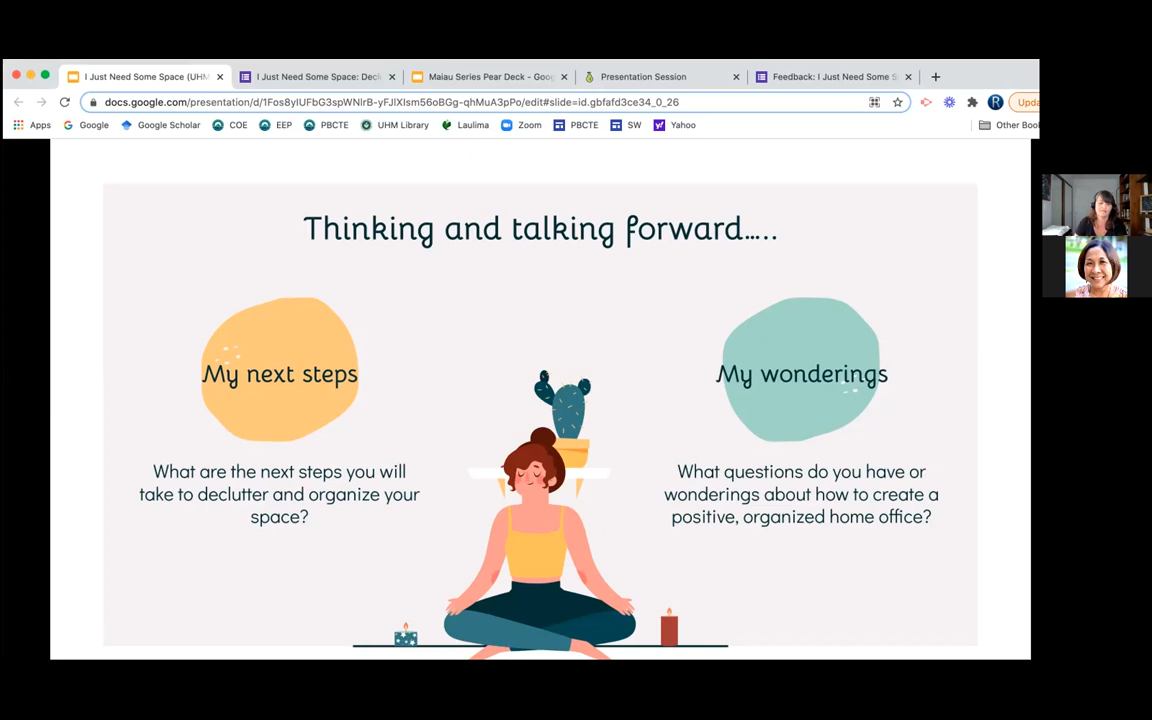 I Just Need Some Space (UHM
I Just Need Some Space: Decl
Maiau Series Pear Deck - Goo
Presentation Session
Feedback: I Just Need Some S
docs.google.com/presentation/d/1Fos8yIUFbG3spWNlrB-yFJlXIsm56oBGg-qhMuA3pPo/edit#slide=id.gbfafd3ce34_0_26
R
Upda
Apps
Google
Google Scholar
COE
EEP
PBCTE
UHM Library
Laulima
Zoom
PBCTE
SW
Yahoo
Other Boo
Thinking and talking forward.....
My next steps
What are the next steps you will
take to declutter and organize your
space?
My wonderings
What questions do you have or
wonderings about how to create a
positive, organized home office?